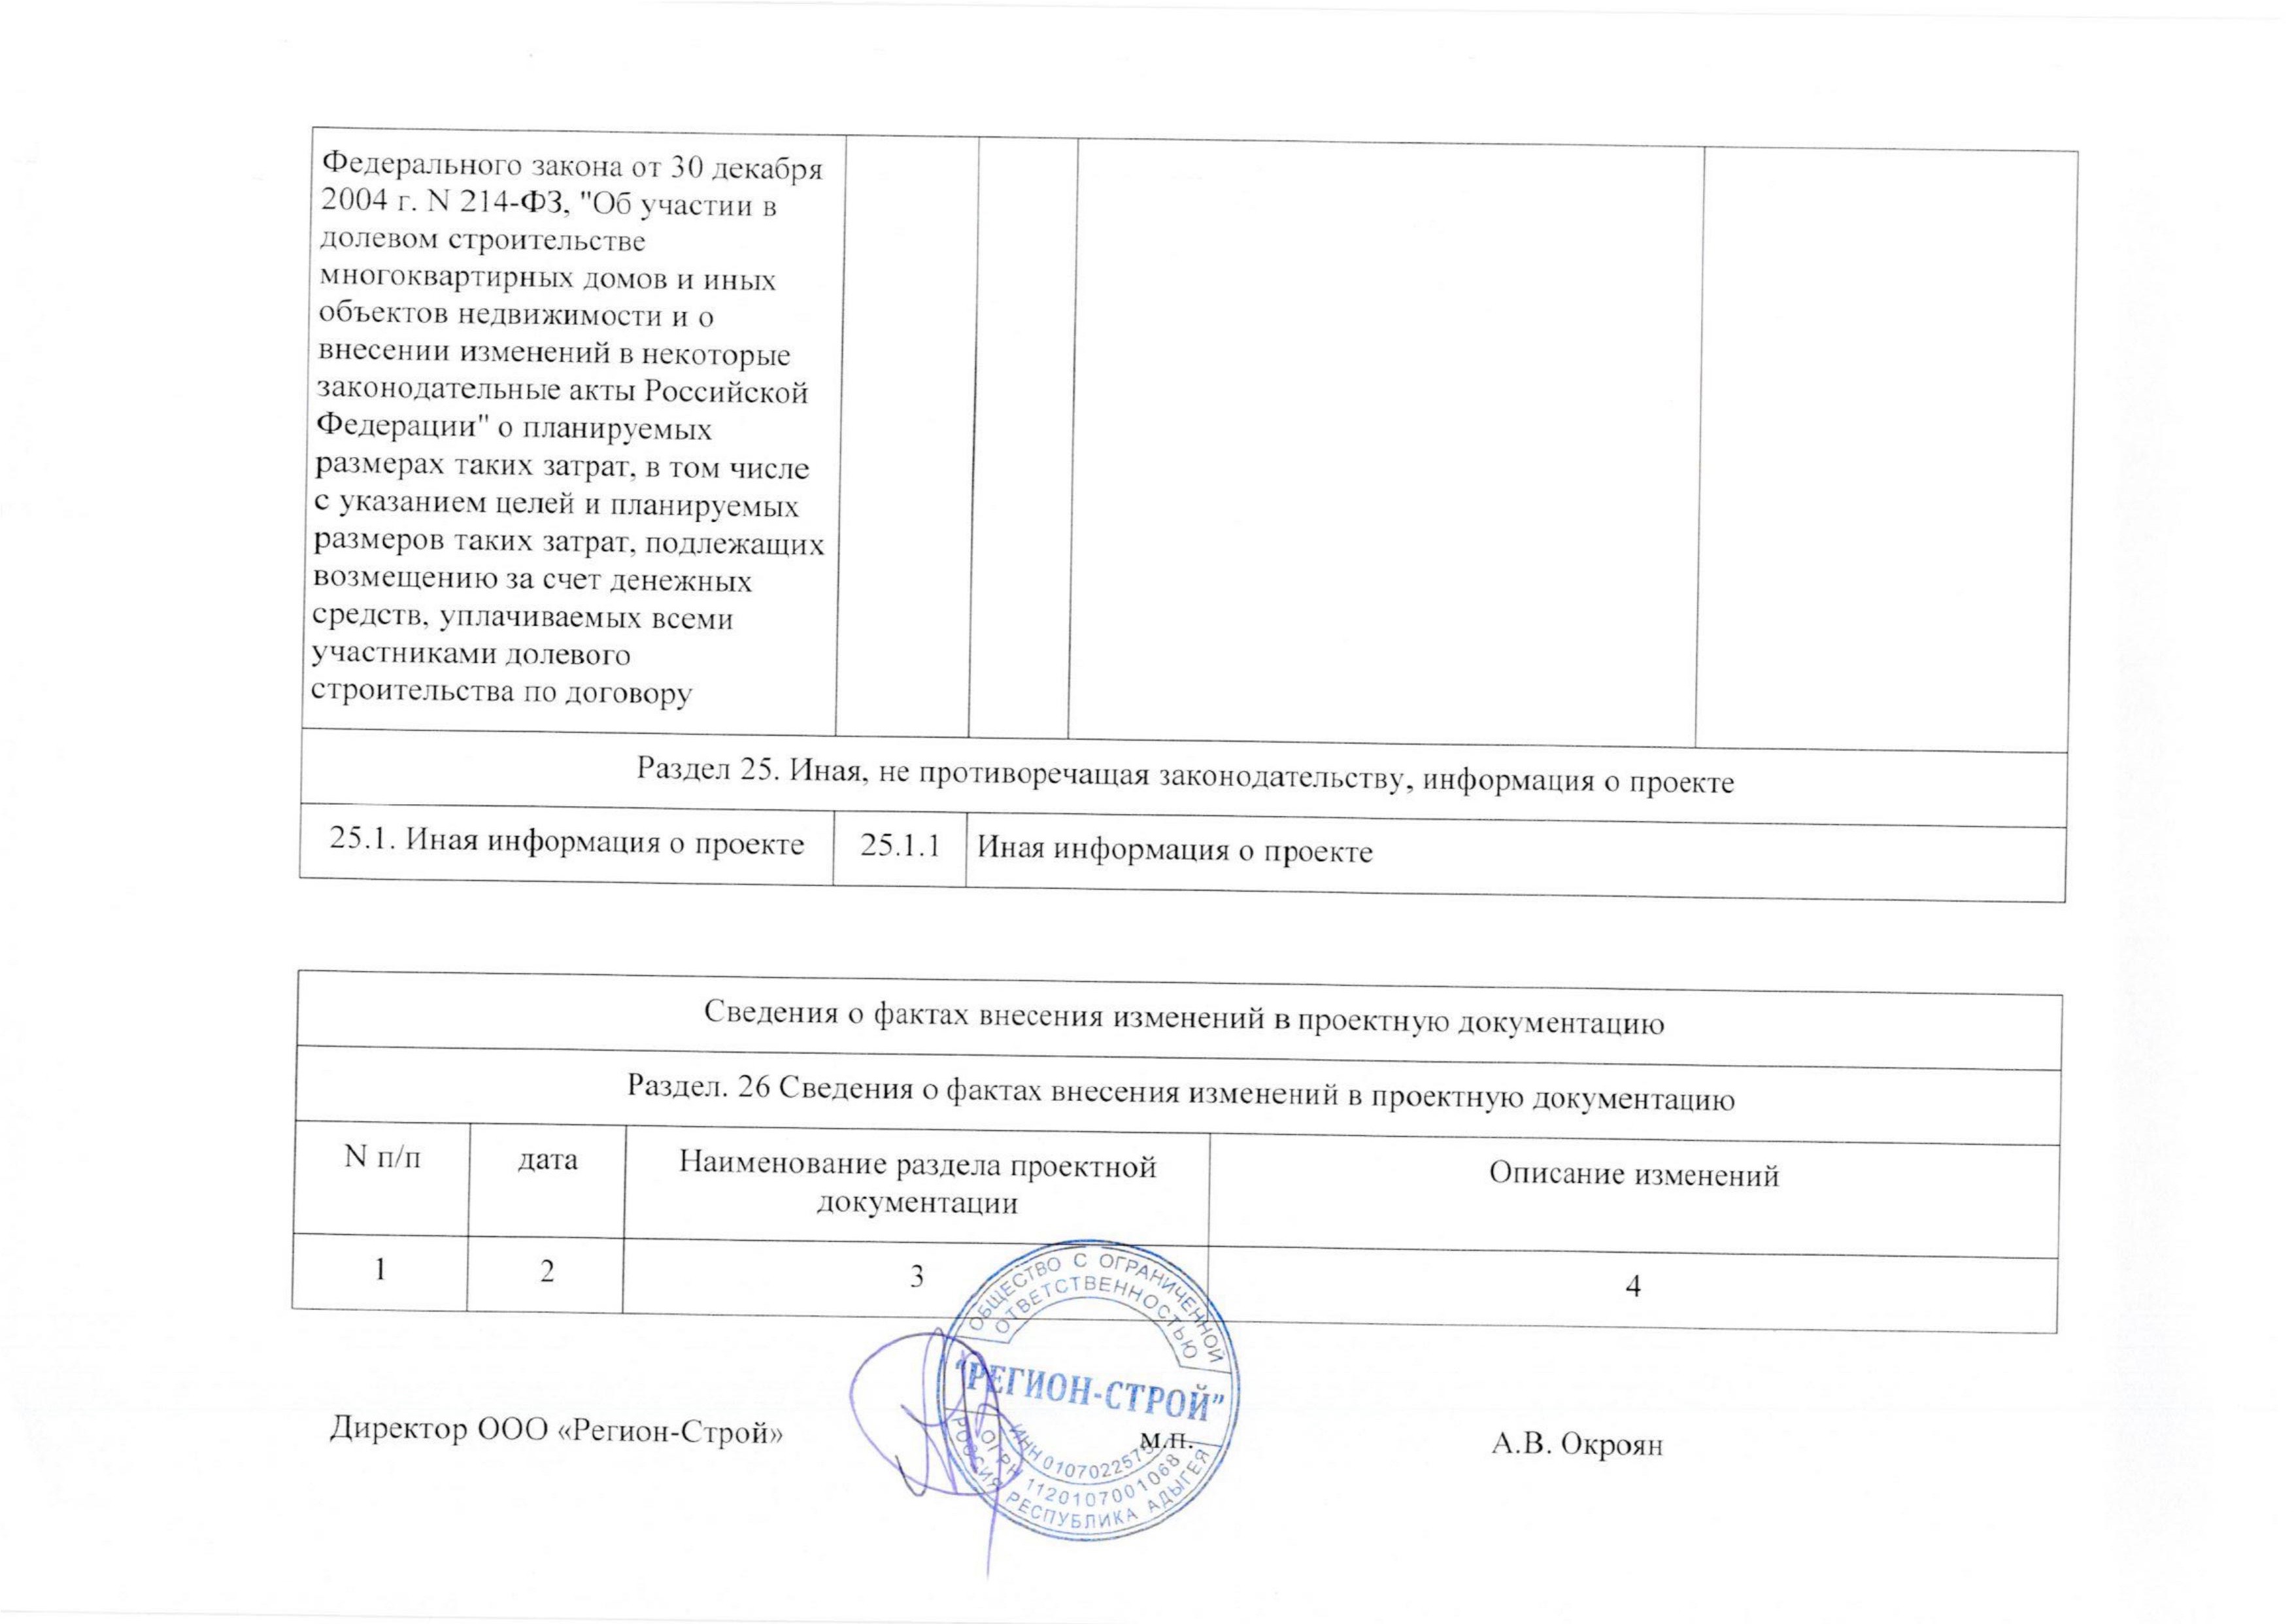 Федерального закона от 30 декабря
2004 г. N 214-ФЗ, "Об участии в
долевом строительстве
многоквартирных домов и иных
объектов недвижимости и о
внесении изменений в некоторые
законодательные акты Российской
Федерации" о планируемых
размерах таких затрат, в том числе
с указанием целей и планируемых
размеров таких затрат, подлежащих
возмещению за счет денежных
средств, уплачиваемых всеми
участниками долевого
строительства по договору
Раздел 25. Иная, не противоречащая законодательству, информация о проекте
25.1. Иная информация о проекте 25.1.1 Иная информация о проекте
Сведения о фактах внесения изменений в проектную документацию
Раздел. 26 Сведения о фактах внесения изменений в проектную документацию
N п/п дата Наименование раздела проектной Описание изменений
документации
1 2 3 4
ОБЩЕСТВО С ОГРАНИЧЕННОЙ
ОТВЕТСТВЕННОСТЬЮ
"РЕГИОН-СТРОЙ"
Директор ООО «Регион-Строй» м.п. А.В. Окроян
ИНН
ОГРН 1120107001068
РОССИЯ РЕСПУБЛИКА АДЫГЕЯ